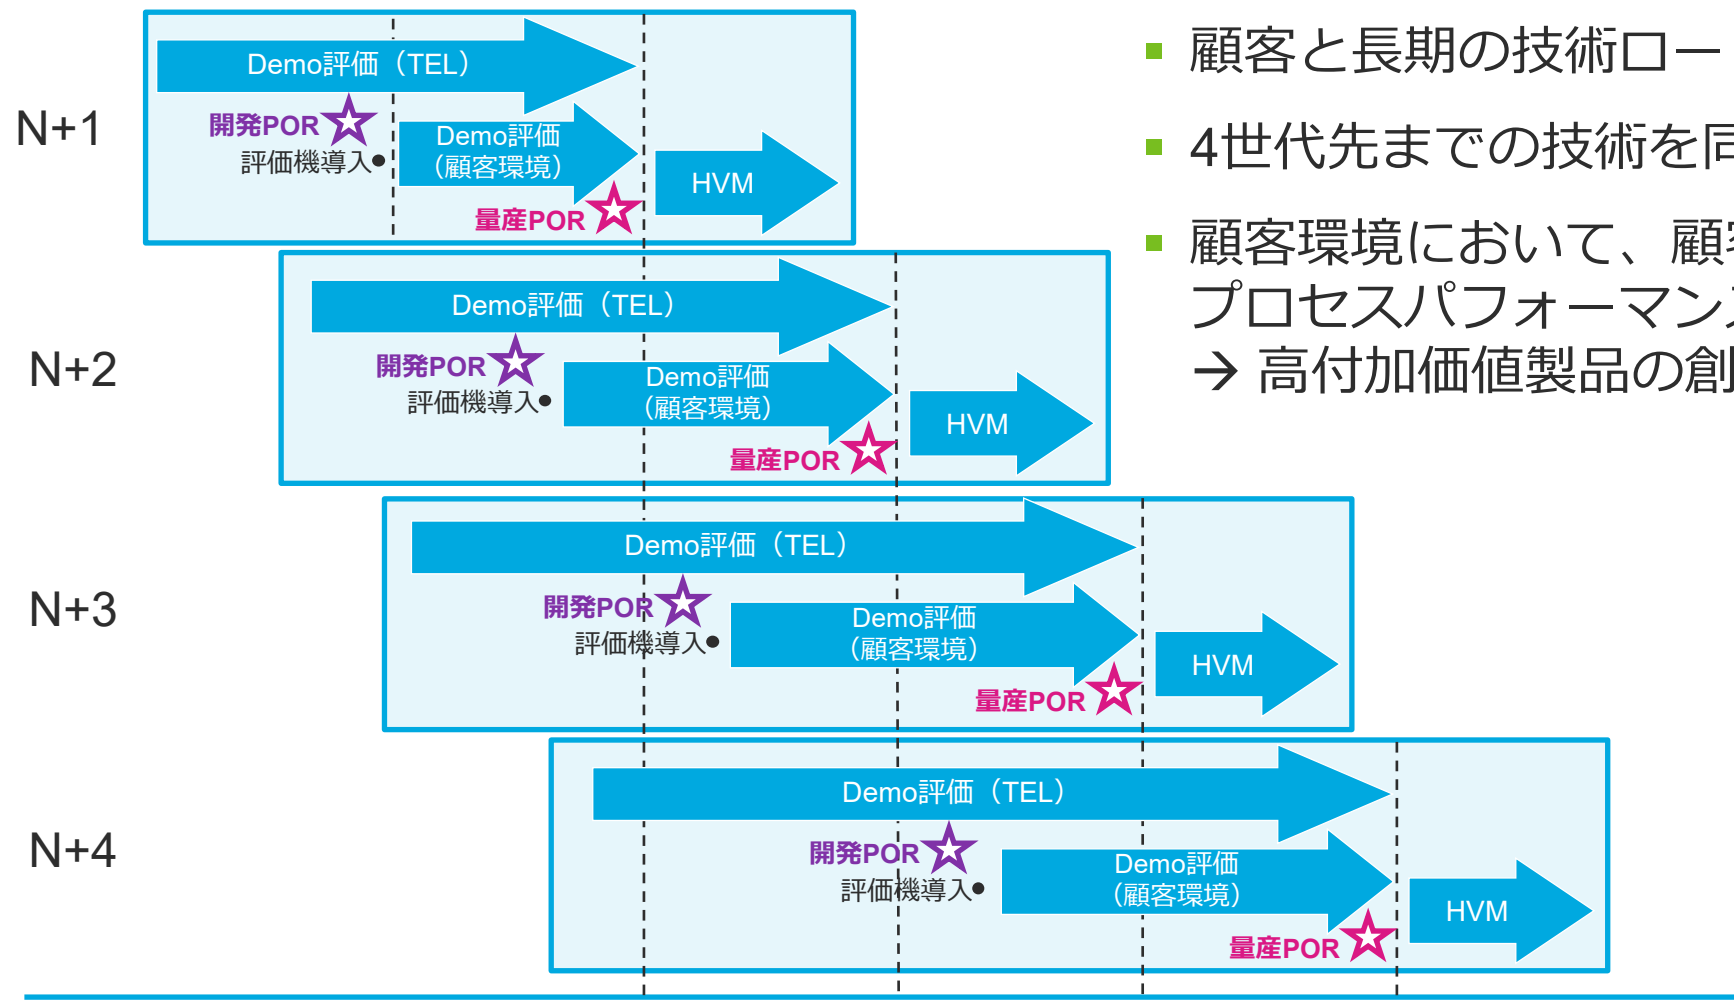 N+1
Demo評価（TEL）
開発POR
評価機導入
Demo評価
（顧客環境）
量産POR
HVM
N+2
Demo評価（TEL）
開発POR
評価機導入
Demo評価
（顧客環境）
量産POR
HVM
N+3
Demo評価（TEL）
開発POR
評価機導入
Demo評価
（顧客環境）
量産POR
HVM
N+4
Demo評価（TEL）
開発POR
評価機導入
Demo評価
（顧客環境）
量産POR
HVM
▪ 顧客と長期の技術ロー
▪ 4世代先までの技術を同
▪ 顧客環境において、顧客
プロセスパフォーマンス
→ 高付加価値製品の創